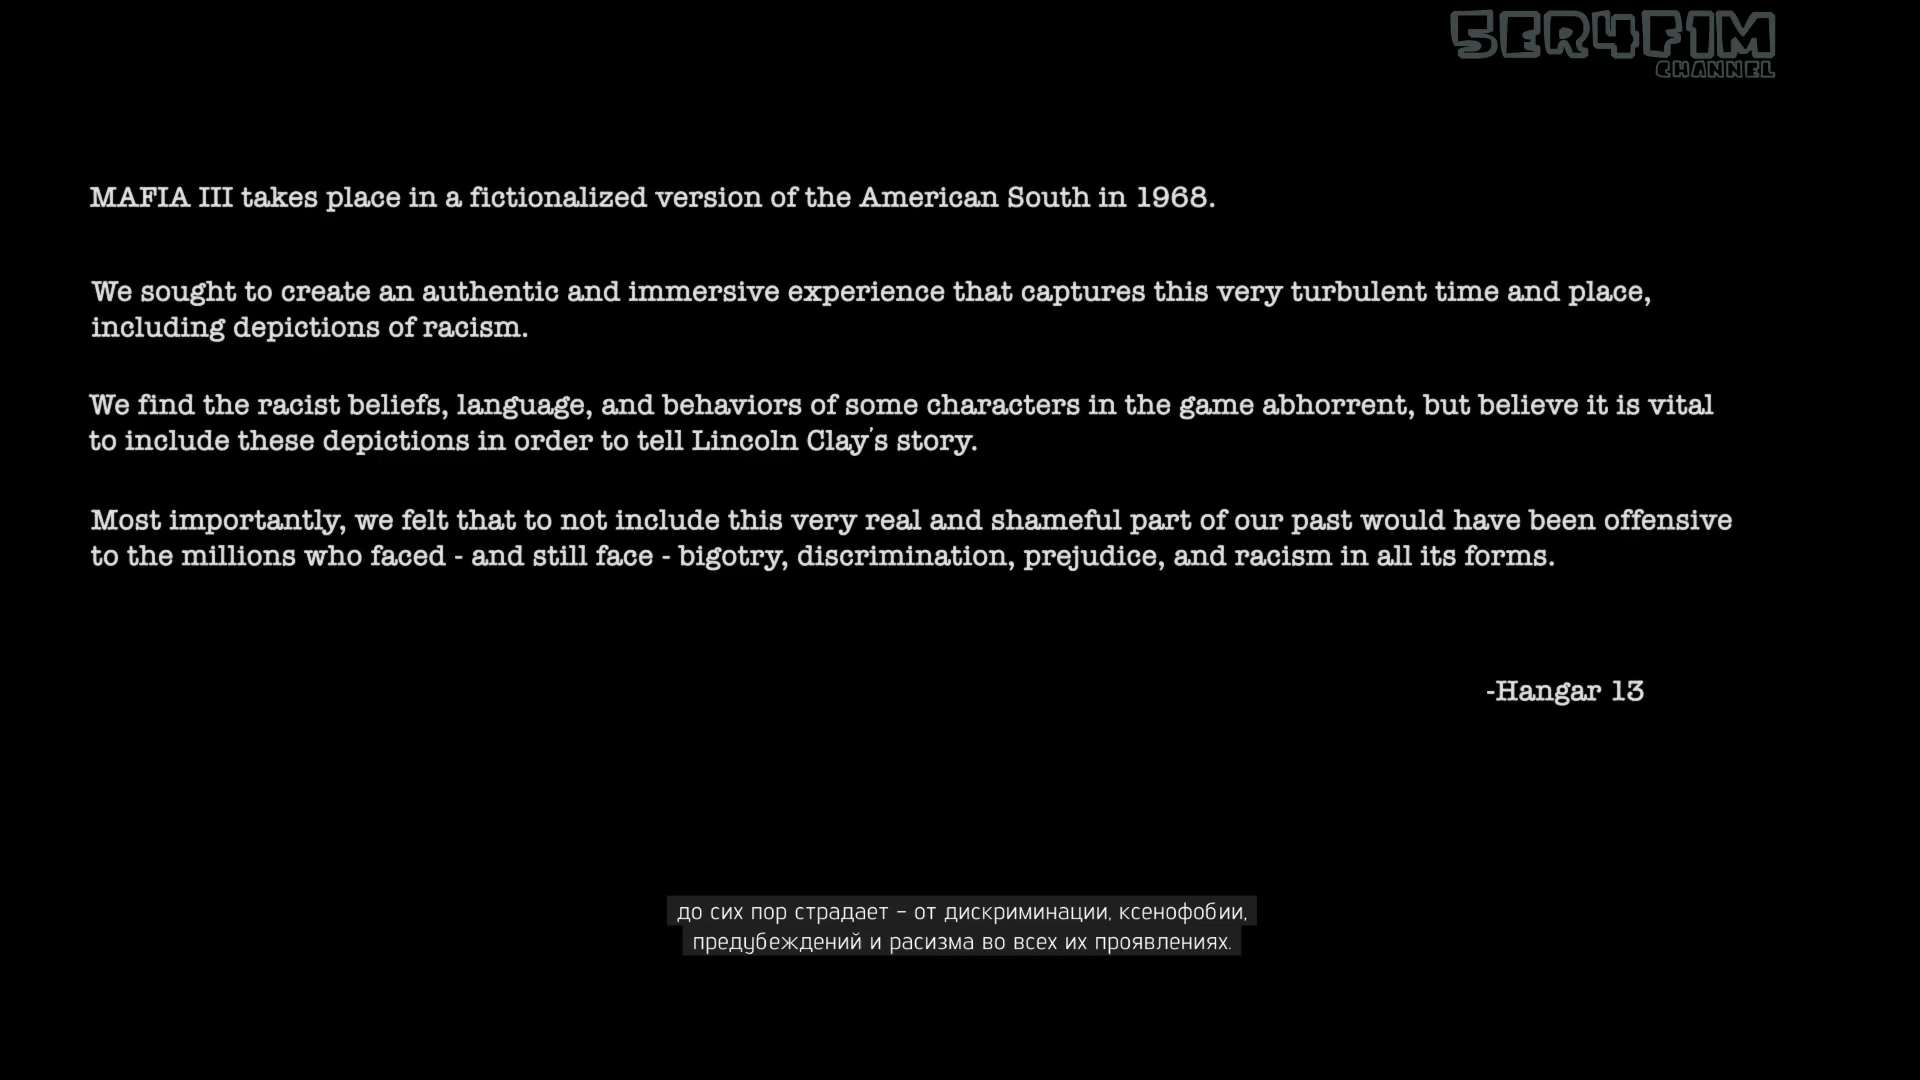 5ER4F1M
CHANNEL
MAFIA III takes place in a fictionalized version of the American South in 1968.
We sought to create an authentic and immersive experience that captures this very turbulent time and place,
including depictions of racism.
We find the racist beliefs, language, and behaviors of some characters in the game abhorrent, but believe it is vital
to include these depictions in order to tell Lincoln Clay's story.
Most importantly, we felt that to not include this very real and shameful part of our past would have been offensive
to the millions who faced - and still face - bigotry, discrimination, prejudice, and racism in all its forms.
-Hangar 13
до сих пор страдает – от дискриминации, ксенофобии,
предубеждений и расизма во всех их проявлениях.